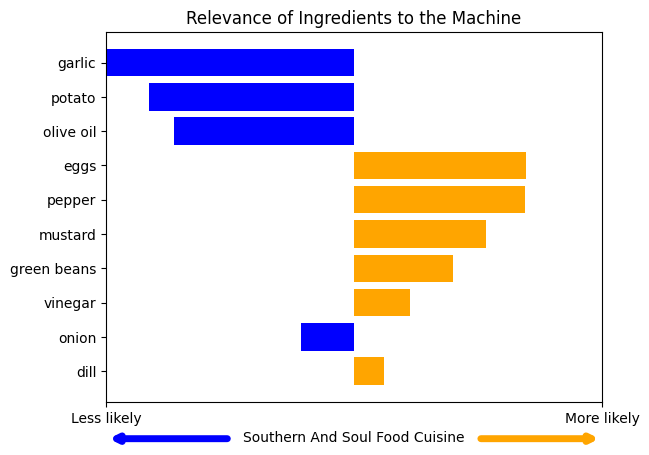 Relevance of Ingredients to the Machine
garlic
potato
olive oil
eggs
pepper
mustard
green beans
vinegar
onion
dill
Less likely
More likely
Southern And Soul Food Cuisine